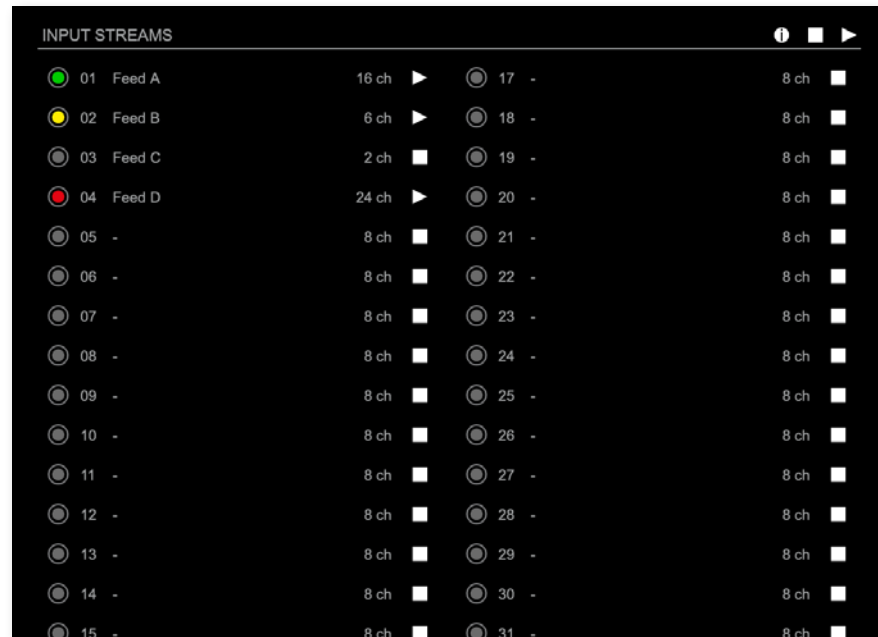 INPUT STREAMS
01 Feed A 16 ch
02 Feed B 6 ch
03 Feed C 2 ch
04 Feed D 24 ch
05 - 8 ch
06 - 8 ch
07 - 8 ch
08 - 8 ch
09 - 8 ch
10 - 8 ch
11 - 8 ch
12 - 8 ch
13 - 8 ch
14 - 8 ch
15 - 8 ch
17 - 8 ch
18 - 8 ch
19 - 8 ch
20 - 8 ch
21 - 8 ch
22 - 8 ch
23 - 8 ch
24 - 8 ch
25 - 8 ch
26 - 8 ch
27 - 8 ch
28 - 8 ch
29 - 8 ch
30 - 8 ch
31 - 8 ch